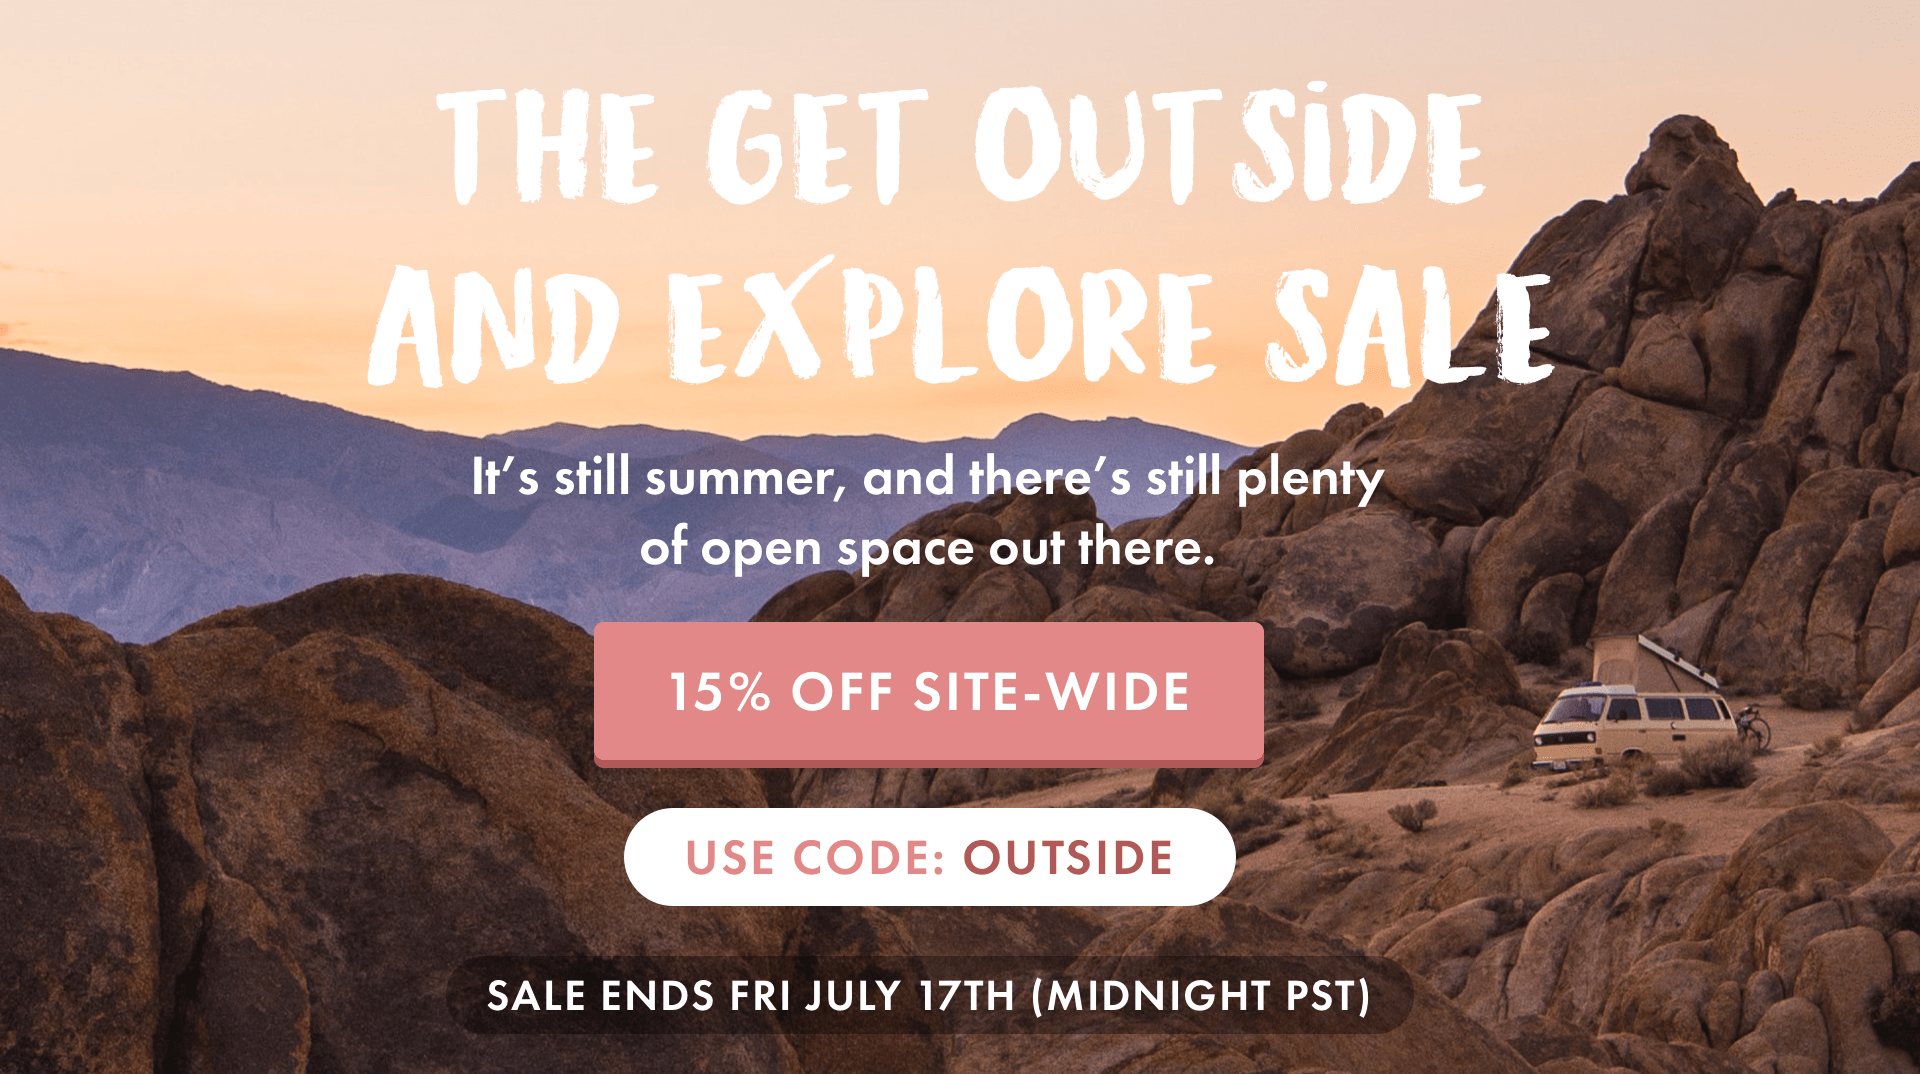 THE GET OUTSIDE
AND EXPLORE SALE
It’s still summer, and there’s still plenty
of open space out there.
15% OFF SITE-WIDE
USE CODE: OUTSIDE
SALE ENDS FRI JULY 17TH (MIDNIGHT PST)